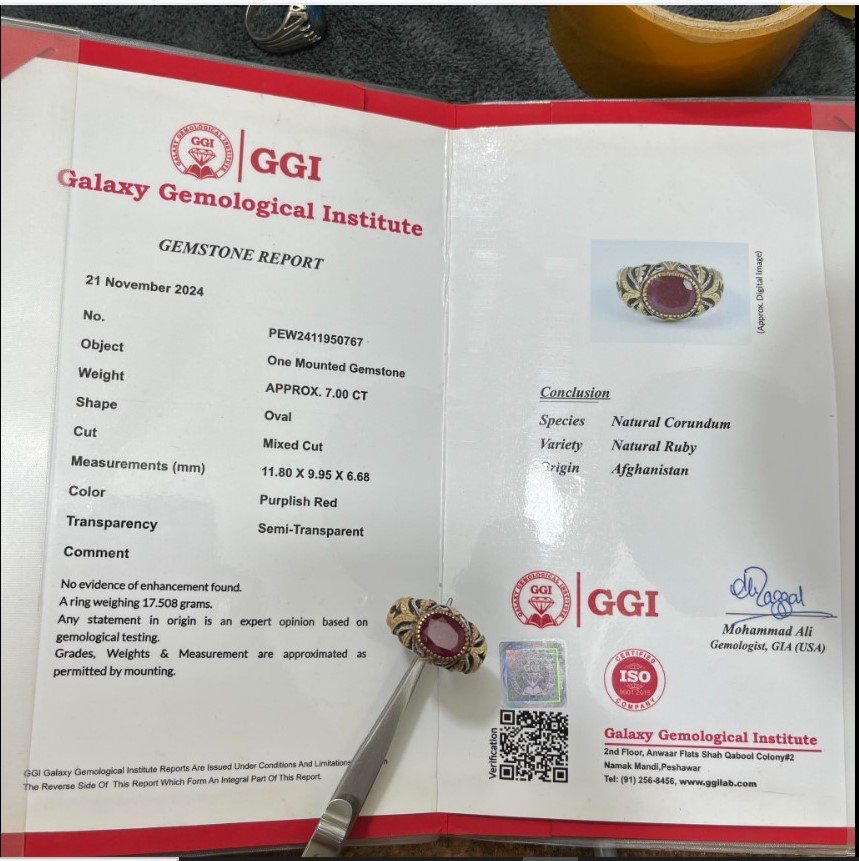 GALAXY GEMOLOGICAL INSTITUTE
GGI
GGI
Galaxy Gemological Institute
GEMSTONE REPORT
21 November 2024
No. PEW2411950767
Object One Mounted Gemstone
Weight APPROX. 7.00 CT
Shape Oval
Cut Mixed Cut
Measurements (mm) 11.80 X 9.95 X 6.68
Color Purplish Red
Transparency Semi-Transparent
Comment
No evidence of enhancement found.
A ring weighing 17.508 grams.
Any statement in origin is an expert opinion based on
gemological testing.
Grades, Weights & Measurement are approximated as
permitted by mounting.
GGI Galaxy Gemological Institute Reports Are Issued Under Conditions And Limitations
The Reverse Side Of This Report Which Form An Integral Part Of This Report.
(Approx. Digital Image)
Conclusion
Species Natural Corundum
Variety Natural Ruby
Origin Afghanistan
GALAXY GEMOLOGICAL INSTITUTE
GGI
GGI
Mohammad Ali
Gemologist, GIA (USA)
CERTIFIED
ISO
9001:2015
COMPANY
Verification
Galaxy Gemological Institute
2nd Floor, Anwaar Flats Shah Qabool Colony#2
Namak Mandi,Peshawar
Tel: (91) 256-8456, www.ggilab.com